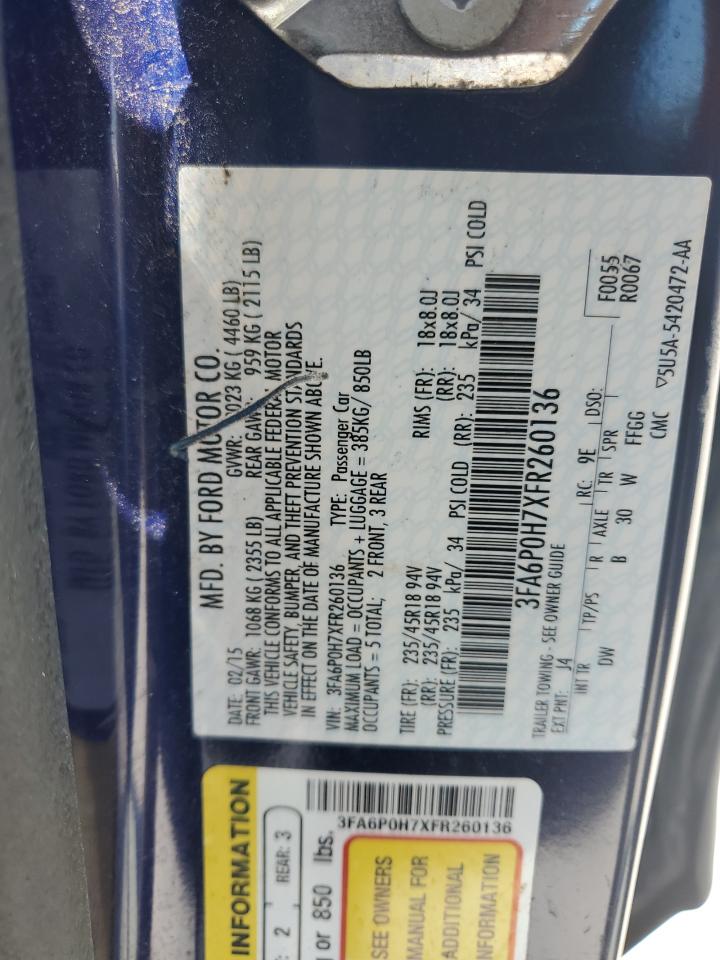 MFD. BY FORD MOTOR CO.
DATE: 02/15 GVWR: 2023 KG ( 4460 LB)
FRONT GAWR: 1068 KG ( 2355 LB) REAR GAWR: 959 KG ( 2115 LB)
THIS VEHICLE CONFORMS TO ALL APPLICABLE FEDERAL MOTOR
VEHICLE SAFETY, BUMPER, AND THEFT PREVENTION STANDARDS
IN EFFECT ON THE DATE OF MANUFACTURE SHOWN ABOVE.
VIN: 3FA6P0H7XFR260136 TYPE: Passenger Car
MAXIMUM LOAD = OCCUPANTS + LUGGAGE = 385KG/ 850LB
OCCUPANTS = 5 TOTAL; 2 FRONT, 3 REAR
TIRE (FR): 235/45R18 94V RIMS (FR): 18x8.0J
(RR): 235/45R18 94V (RR): 18x8.0J
PRESSURE (FR): 235 kPa/ 34 PSI COLD (RR): 235 kPa/ 34 PSI COLD
3FA6P0H7XFR260136
TRAILER TOWING - SEE OWNER GUIDE
EXT PNT: J4 RC: 9E DSO: F0055
R0067
INT TR TP/PS R AXLE TR SPR
DW B 30 W FFGG
CMC
▽5U5A-5420472-AA
INFORMATION
2 REAR: 3
or 850 lbs.
3FA6P0H7XFR260136
SEE OWNERS
MANUAL FOR
ADDITIONAL
INFORMATION